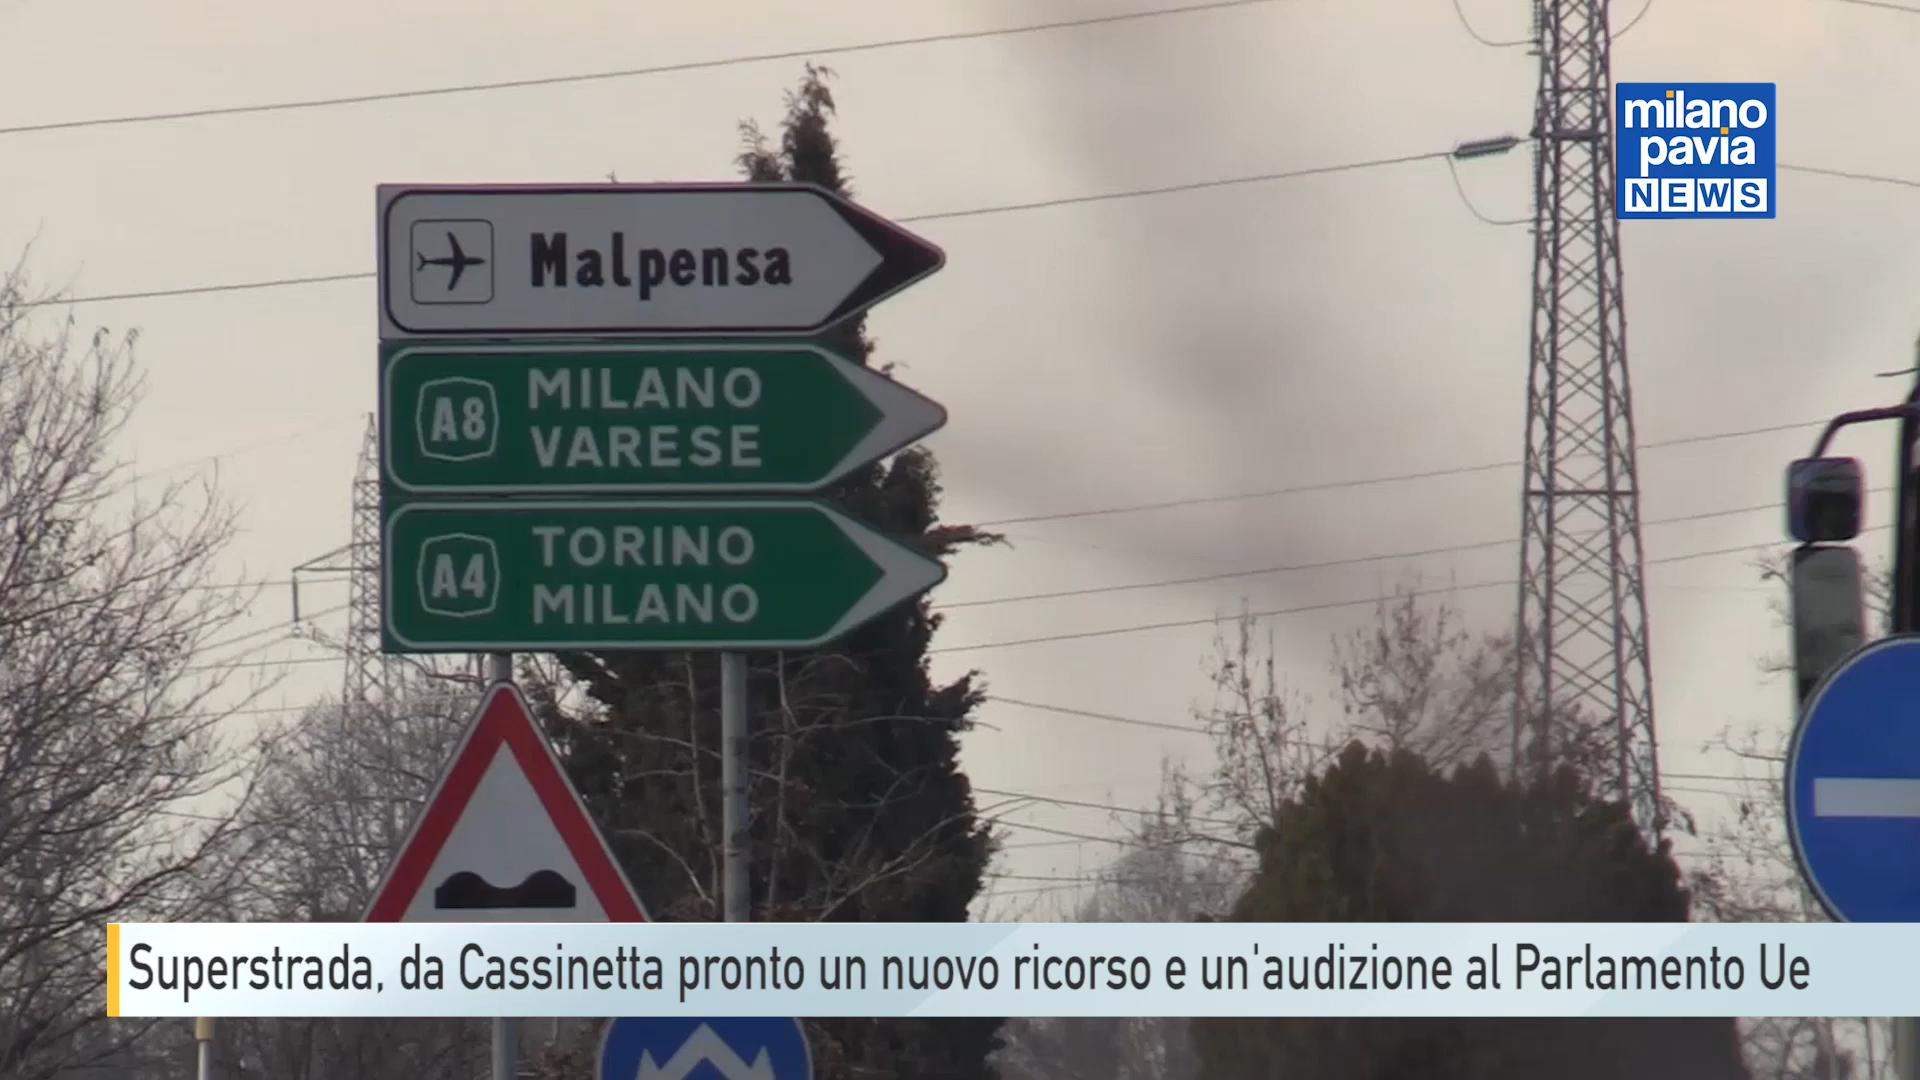 milano
pavia
NEWS
Malpensa
A8
MILANO
VARESE
A4
TORINO
MILANO
Superstrada, da Cassinetta pronto un nuovo ricorso e un'audizione al Parlamento Ue